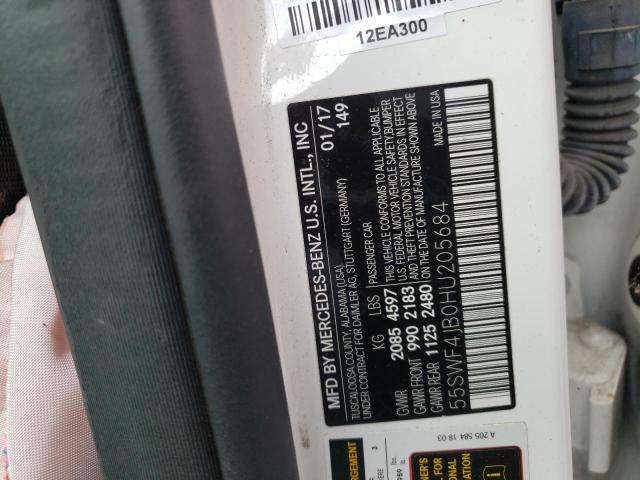 12EA300
MFD BY MERCEDES-BENZ U.S. INTL., INC
TUSCALOOSA COUNTY, ALABAMA (USA)
UNDER CONTRACT FOR DAIMLER AG, STUTTGART (GERMANY)
01/17
149
KG LBS
GVWR 2085 4597
GAWR FRONT 990 2183
GAWR REAR 1125 2480
PASSENGER CAR
THIS VEHICLE CONFORMS TO ALL APPLICABLE
U.S. FEDERAL MOTOR VEHICLE SAFETY, BUMPER
AND THEFT PREVENTION STANDARDS IN EFFECT
ON THE DATE OF MANUFACTURE SHOWN ABOVE
MADE IN USA
55SWF4JB0HU205684
A 205 584 18 03